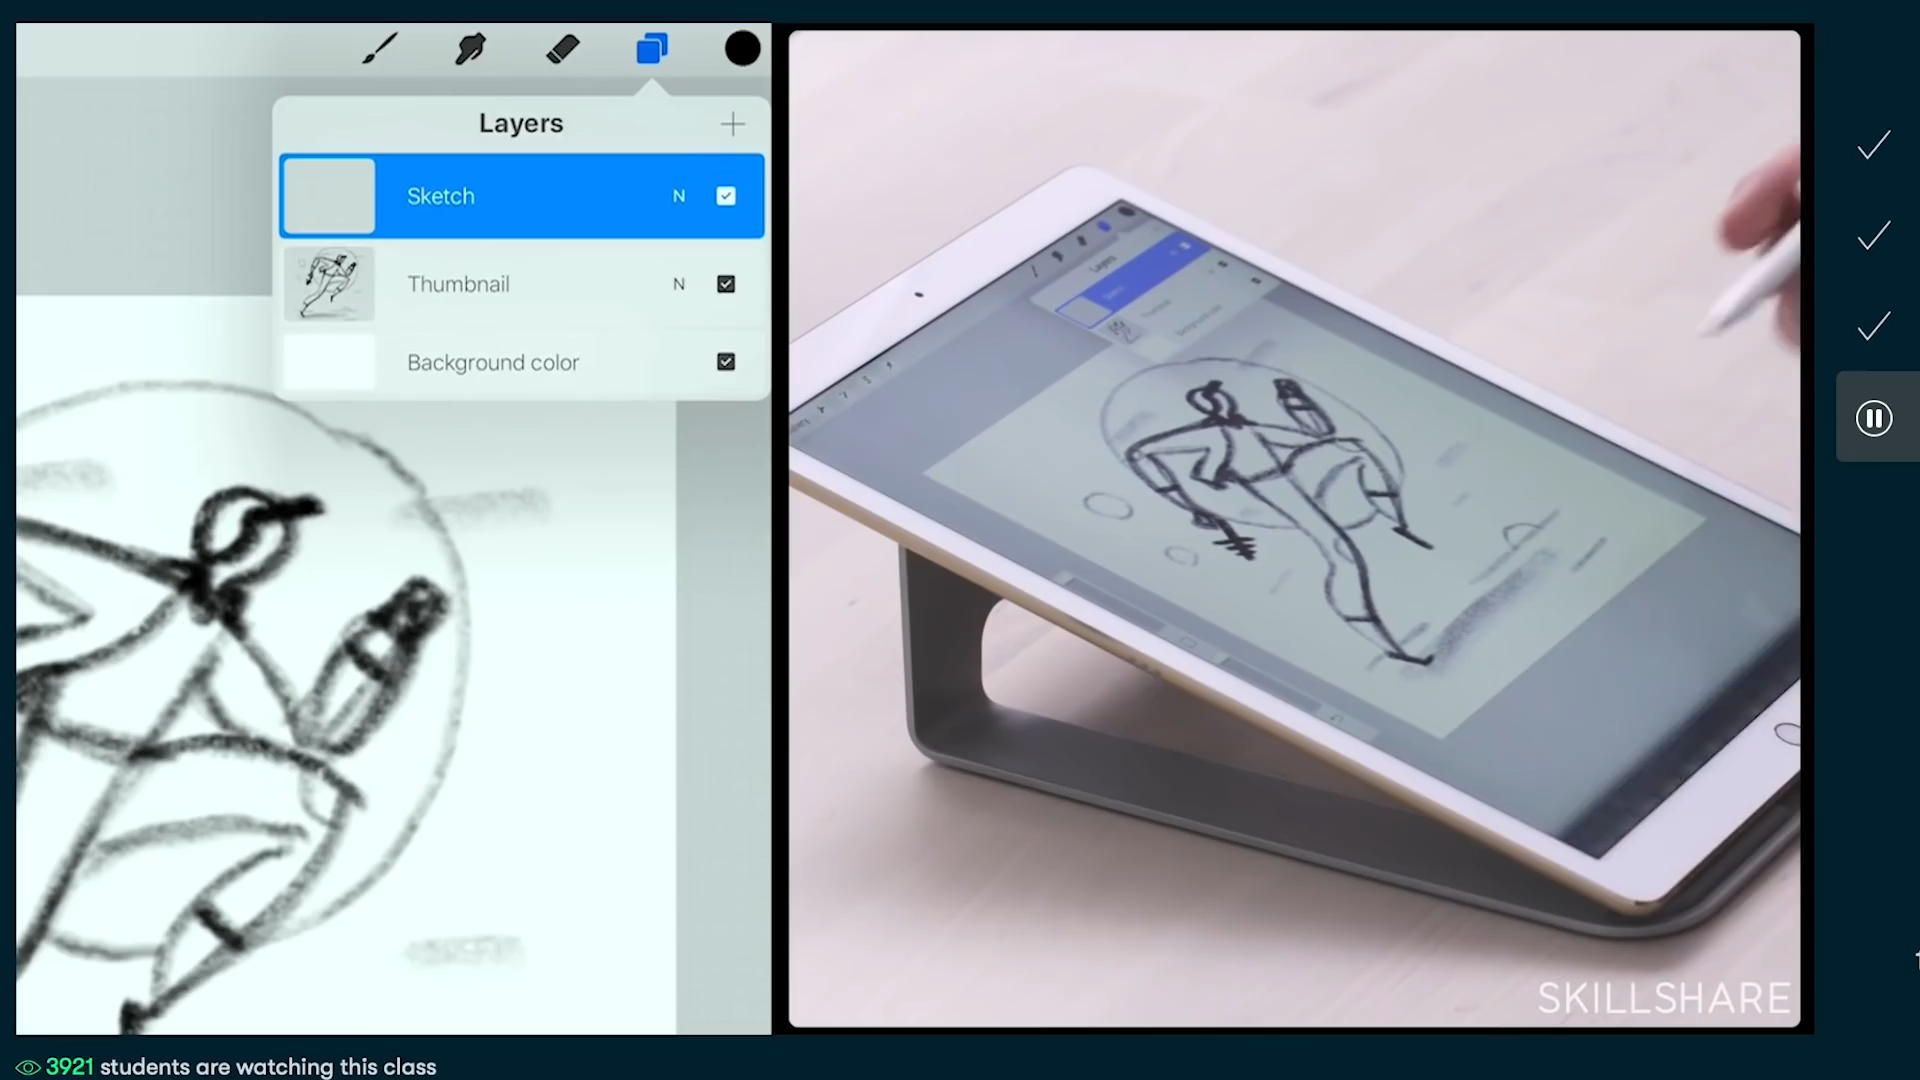 Layers
Sketch N
Thumbnail N
Background color
SKILLSHARE
3921 students are watching this class